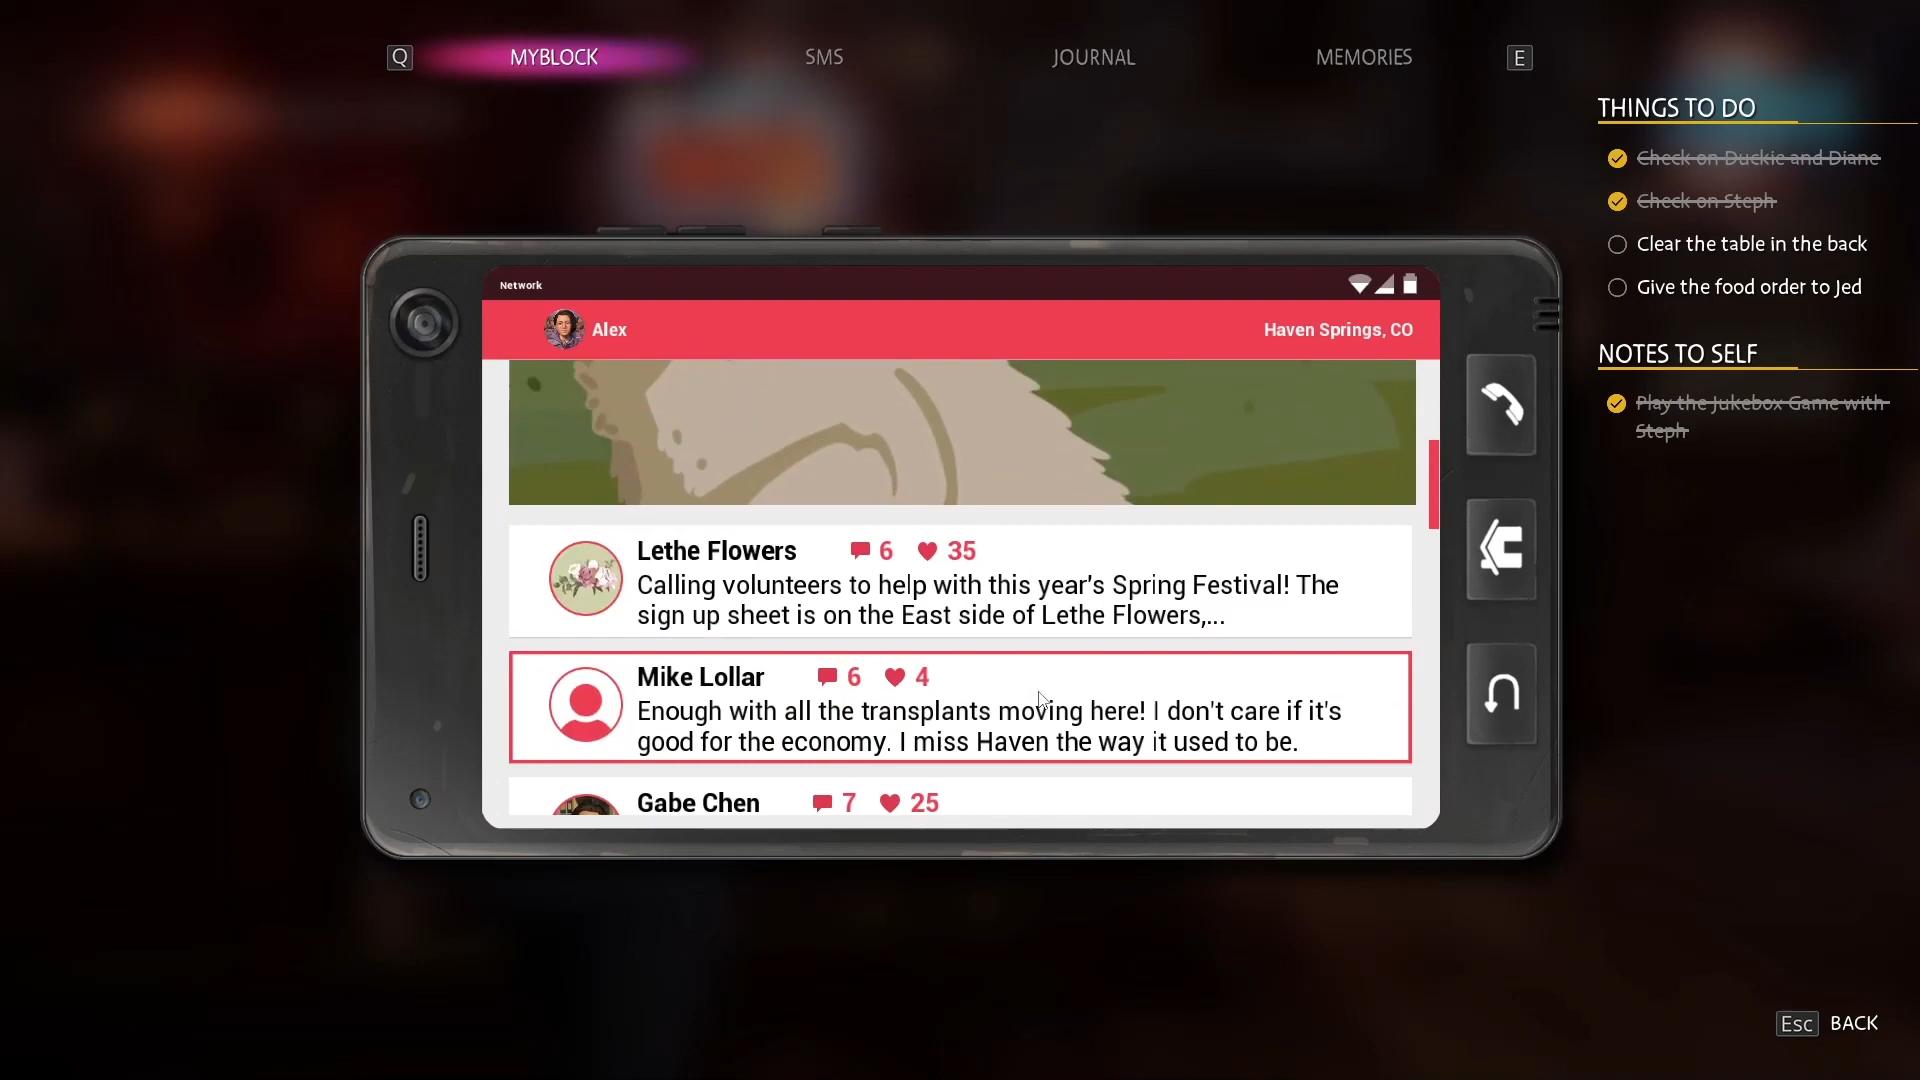 Q MYBLOCK SMS JOURNAL MEMORIES E
THINGS TO DO
Check on Duckie and Diane
Check on Steph
Clear the table in the back
Give the food order to Jed
NOTES TO SELF
Play the Jukebox Game with
Steph
Network
Alex
Haven Springs, CO
Lethe Flowers 6 35
Calling volunteers to help with this year's Spring Festival! The
sign up sheet is on the East side of Lethe Flowers,...
Mike Lollar 6 4
Enough with all the transplants moving here! I don't care if it's
good for the economy. I miss Haven the way it used to be.
Gabe Chen 7 25
Esc BACK